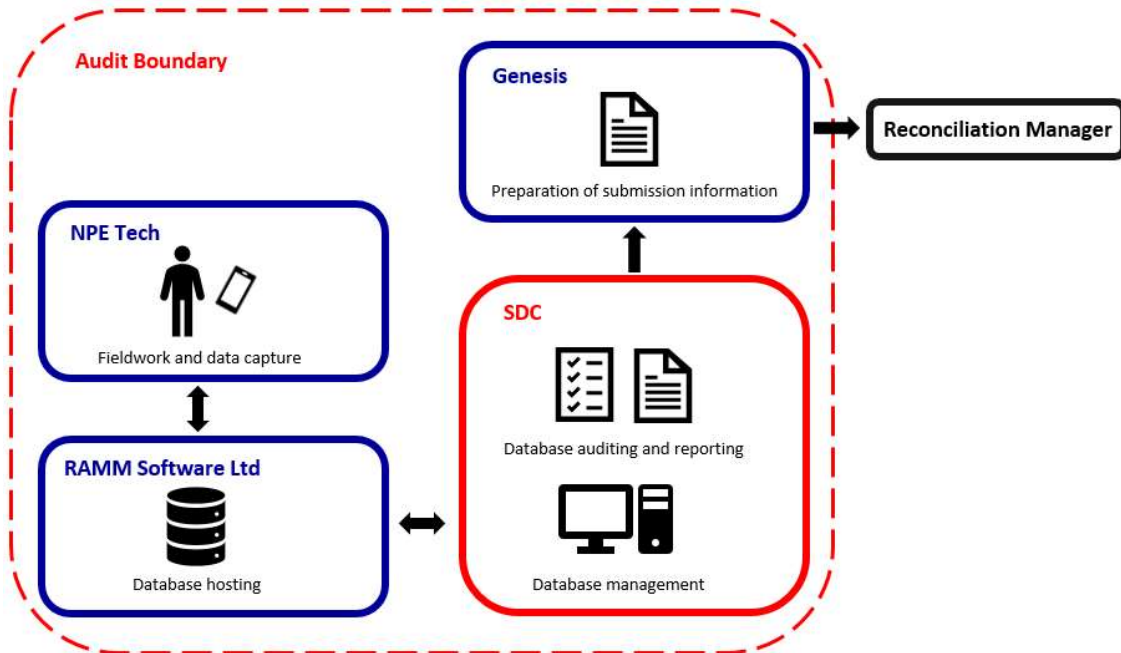 Audit Boundary
Genesis
Preparation of submission information
Reconciliation Manager
NPE Tech
Fieldwork and data capture
SDC
Database auditing and reporting
RAMM Software Ltd
Database hosting
Database management